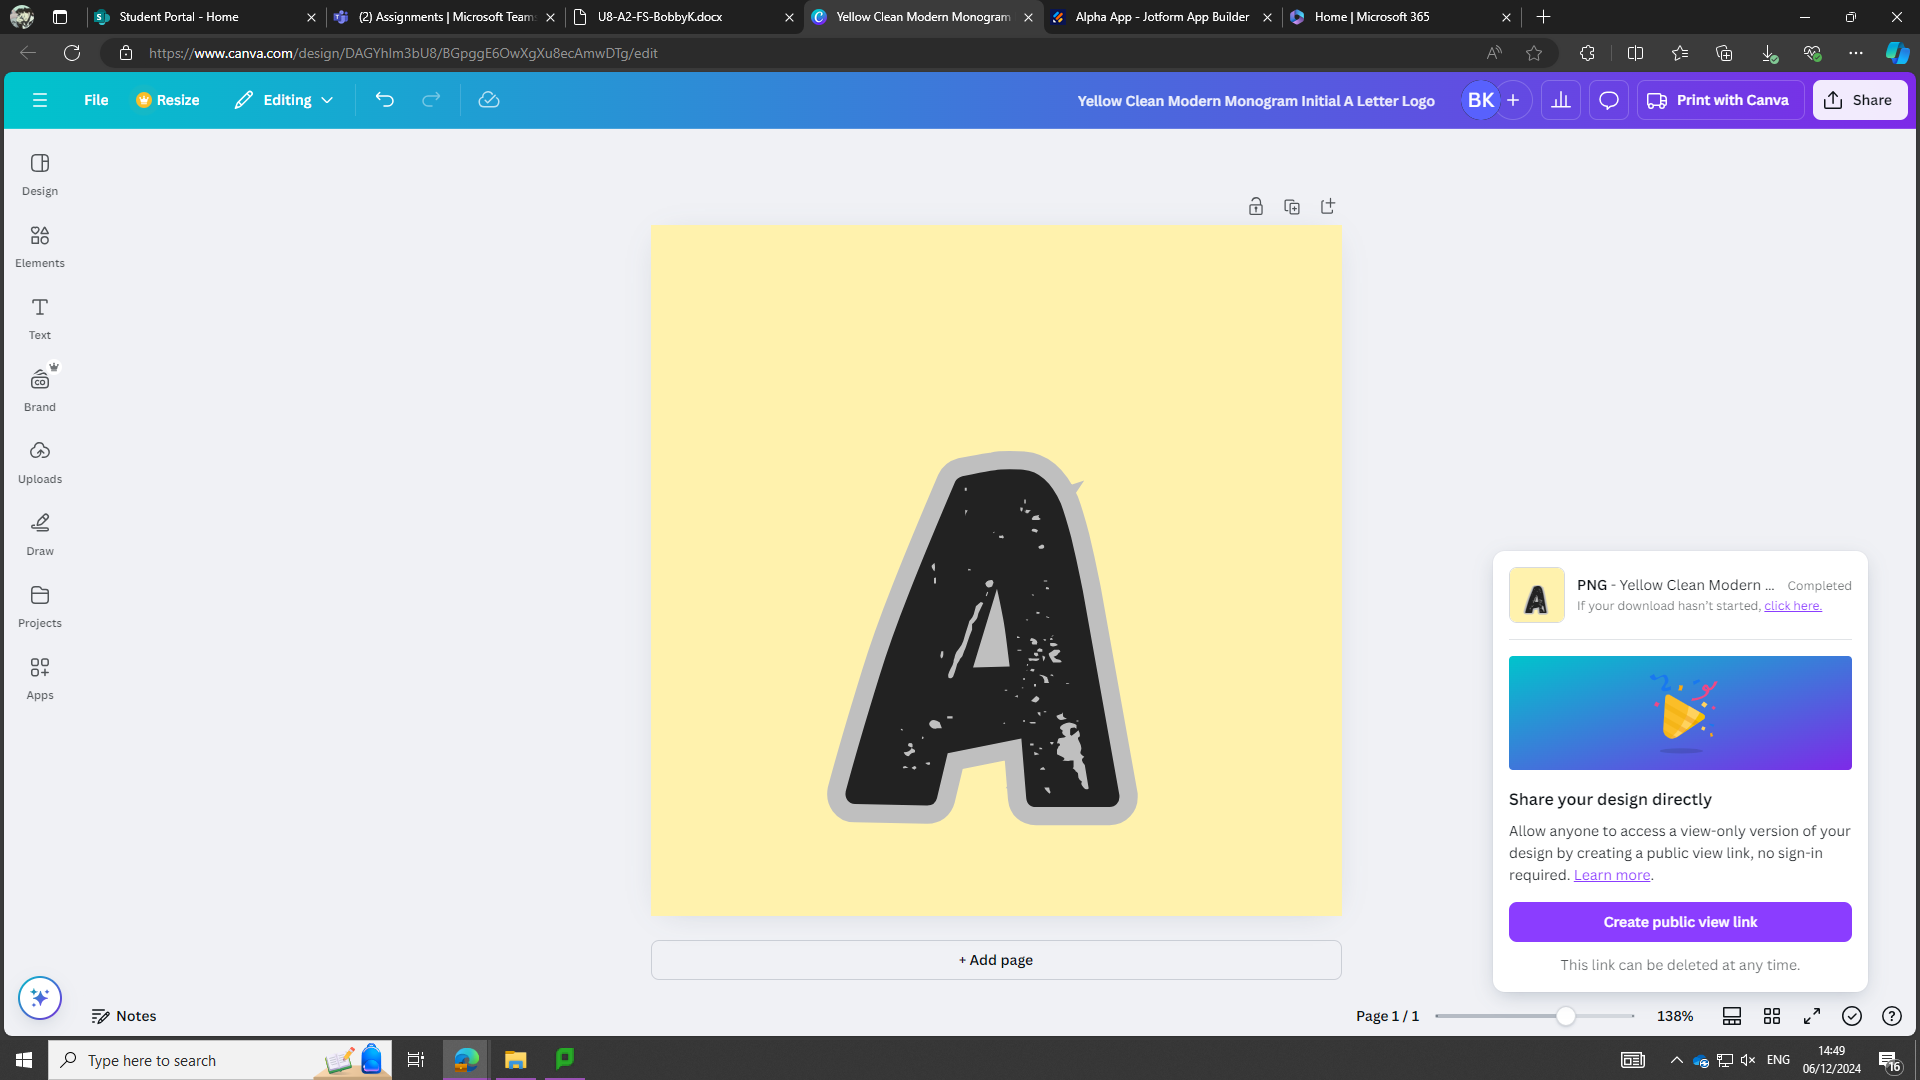 Student Portal - Home
(2) Assignments | Microsoft Teams
U8-A2-FS-BobbyK.docx
Yellow Clean Modern Monogram
Alpha App - Jotform App Builder
Home | Microsoft 365
https://www.canva.com/design/DAGYhlm3bU8/BGpggE6OwXgXu8ecAmwDTg/edit
File
Resize
Editing
Yellow Clean Modern Monogram Initial A Letter Logo
BK
Print with Canva
Share
Design
Elements
Text
Brand
Uploads
Draw
Projects
Apps
A
PNG - Yellow Clean Modern ... Completed
If your download hasn't started, click here.
Share your design directly
Allow anyone to access a view-only version of your
design by creating a public view link, no sign-in
required. Learn more.
Create public view link
This link can be deleted at any time.
+ Add page
Notes
Page 1 / 1
138%
Type here to search
ENG
14:49
06/12/2024
16